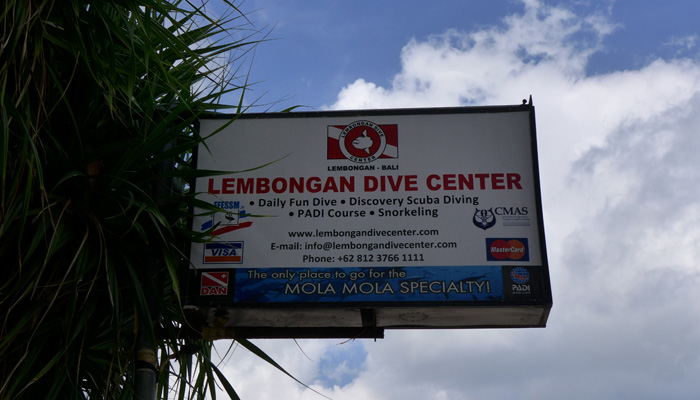 LEMBONGAN DIVE
CENTER
LEMBONGAN - BALI
LEMBONGAN DIVE CENTER
• Daily Fun Dive • Discovery Scuba Diving
• PADI Course • Snorkeling
FFESSM
CMAS
www.lembongandivecenter.com
E-mail: info@lembongandivecenter.com
Phone: +62 812 3766 1111
VISA
MasterCard
DAN
The only place to go for the...
MOLA MOLA SPECIALTY!
PADI